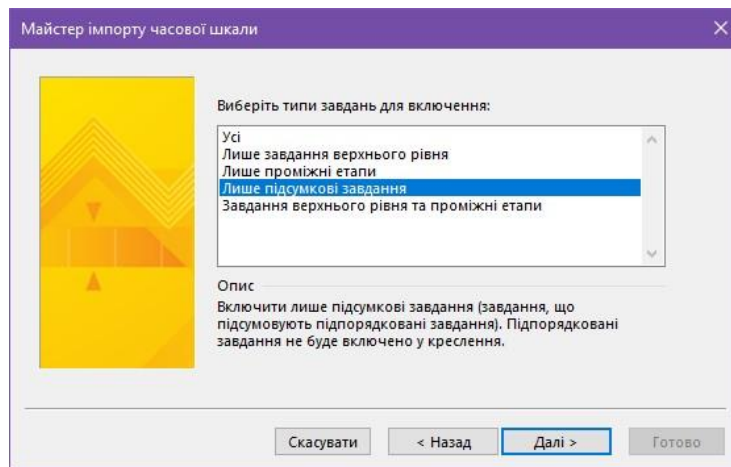 Майстер імпорту часової шкали
Виберіть типи завдань для включення:
Усі
Лише завдання верхнього рівня
Лише проміжні етапи
Лише підсумкові завдання
Завдання верхнього рівня та проміжні етапи
Опис
Включити лише підсумкові завдання (завдання, що
підсумовують підпорядковані завдання). Підпорядковані
завдання не буде включено у креслення.
Скасувати < Назад Далі > Готово